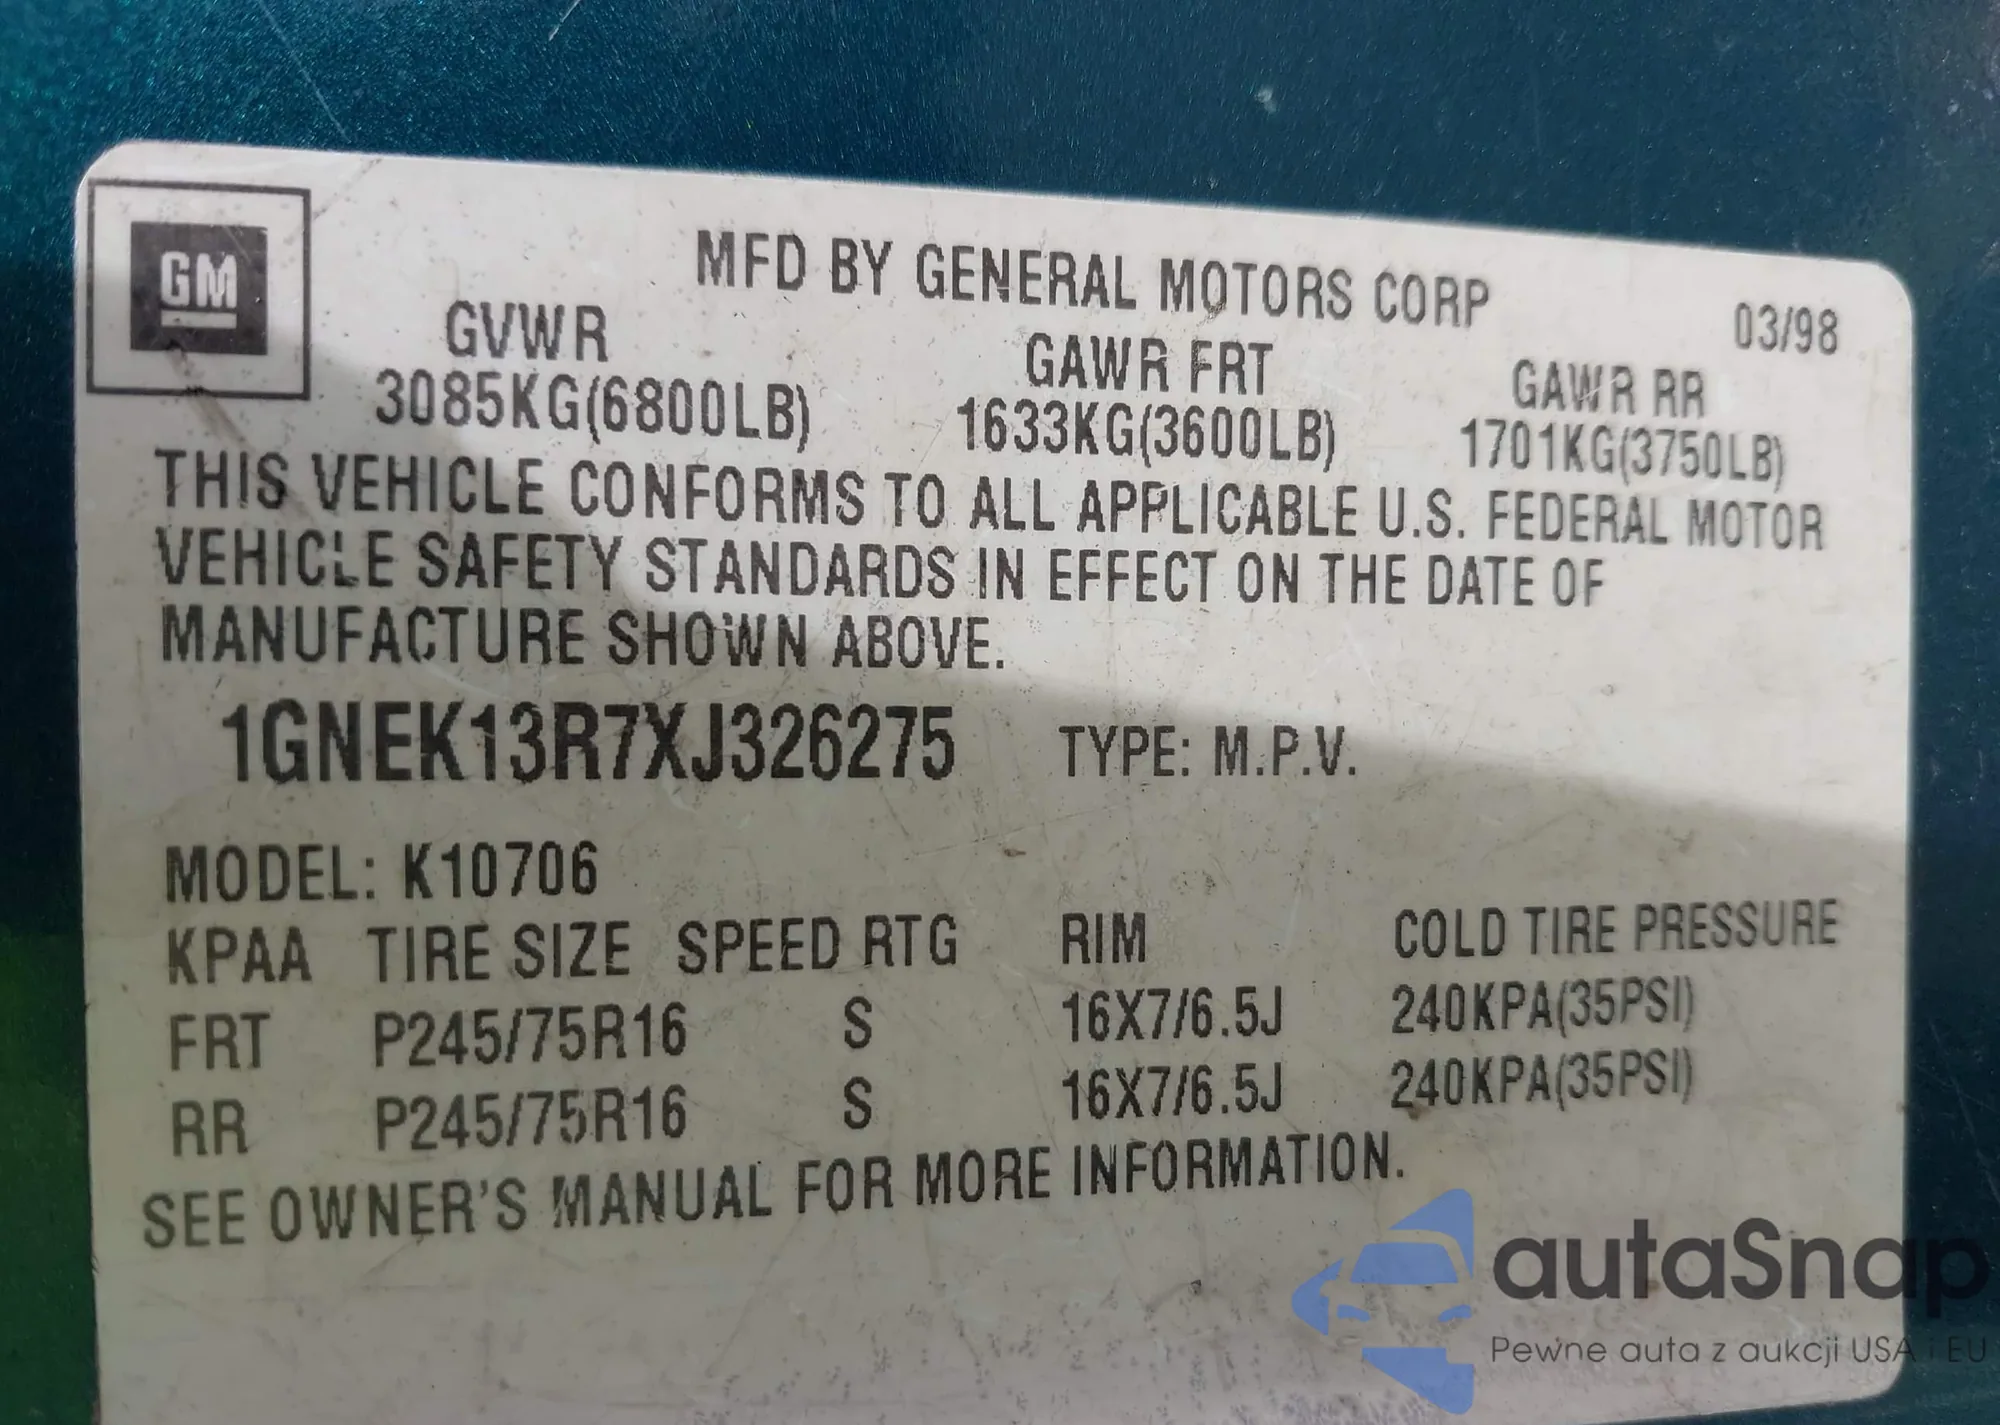 GM
MFD BY GENERAL MOTORS CORP 03/98
GVWR GAWR FRT GAWR RR
3085KG(6800LB) 1633KG(3600LB) 1701KG(3750LB)
THIS VEHICLE CONFORMS TO ALL APPLICABLE U.S. FEDERAL MOTOR
VEHICLE SAFETY STANDARDS IN EFFECT ON THE DATE OF
MANUFACTURE SHOWN ABOVE.
1GNEK13R7XJ326275 TYPE: M.P.V.
MODEL: K10706
KPAA TIRE SIZE SPEED RTG RIM COLD TIRE PRESSURE
FRT P245/75R16 S 16X7/6.5J 240KPA(35PSI)
RR P245/75R16 S 16X7/6.5J 240KPA(35PSI)
SEE OWNER'S MANUAL FOR MORE INFORMATION.
autaSnap
Pewne auta z aukcji USA i EU